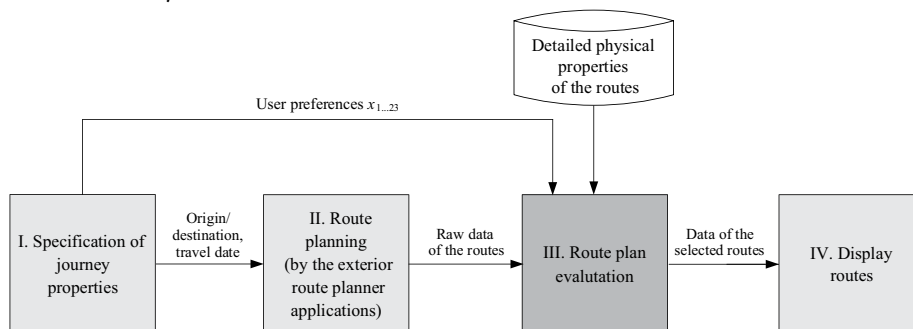 Detailed physical
properties
of the routes
User preferences x1...23
I. Specification of
journey
properties
Origin/
destination,
travel date
II. Route
planning
(by the exterior
route planner
applications)
Raw data
of the routes
III. Route plan
evalutation
Data of the
selected routes
IV. Display
routes